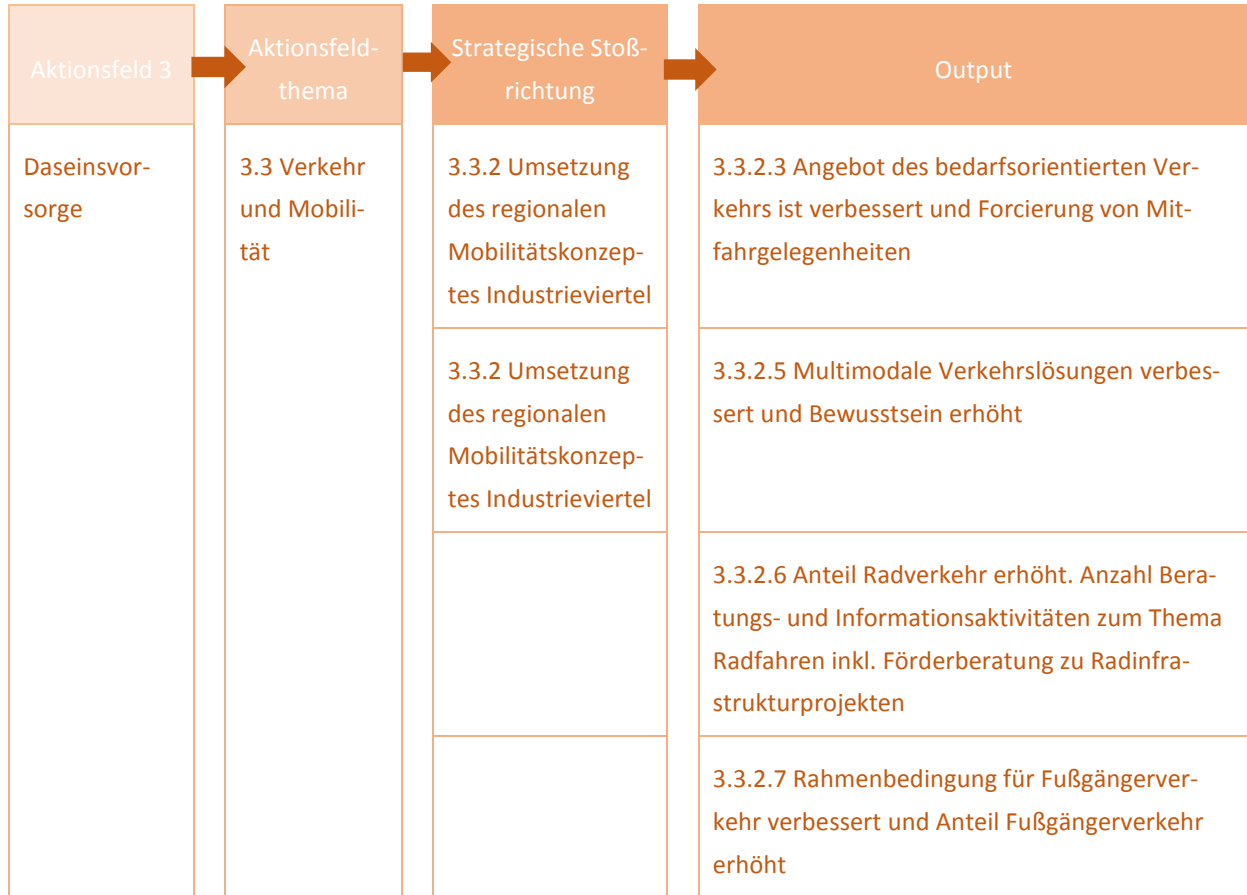 Aktionsfeld 3
Aktionsfeld-
thema
Strategische Stoß-
richtung
Output
Daseinsvor-
sorge
3.3 Verkehr
und Mobili-
tät
3.3.2 Umsetzung
des regionalen
Mobilitätskonzep-
tes Industrieviertel
3.3.2.3 Angebot des bedarfsorientierten Ver-
kehrs ist verbessert und Forcierung von Mit-
fahrgelegenheiten
3.3.2 Umsetzung
des regionalen
Mobilitätskonzep-
tes Industrieviertel
3.3.2.5 Multimodale Verkehrslösungen verbes-
sert und Bewusstsein erhöht
3.3.2.6 Anteil Radverkehr erhöht. Anzahl Bera-
tungs- und Informationsaktivitäten zum Thema
Radfahren inkl. Förderberatung zu Radinfra-
strukturprojekten
3.3.2.7 Rahmenbedingung für Fußgängerver-
kehr verbessert und Anteil Fußgängerverkehr
erhöht